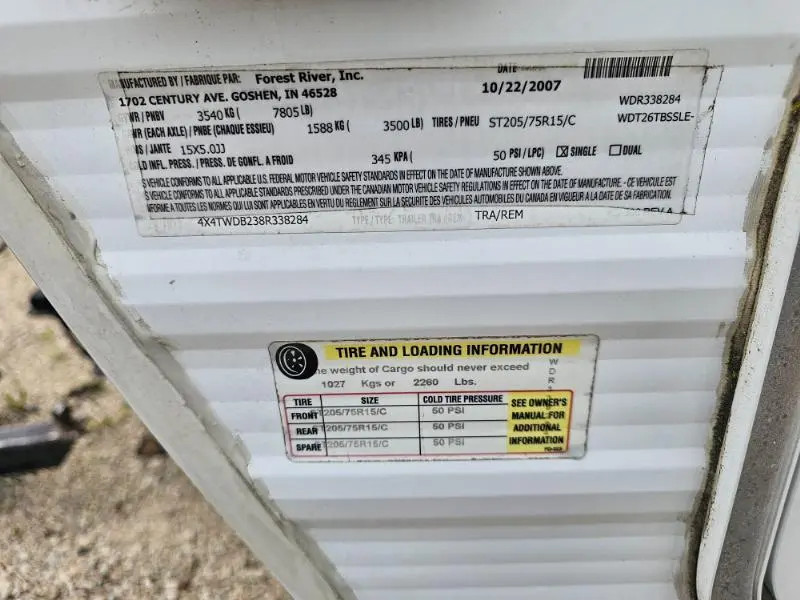 MANUFACTURED BY / FABRIQUE PAR: Forest River, Inc. DATE
1702 CENTURY AVE. GOSHEN, IN 46528 10/22/2007 WDR338284
/ PNBV 3540 KG ( 7805 LB)
WR (EACH AXLE) / PNBE (CHAQUE ESSIEU) 1588 KG ( 3500 LB) TIRES / PNEU ST205/75R15/C WDT26TBSSLE-
S / JANTE 15X5.0JJ
LD INFL. PRESS. / PRESS. DE GONFL. A FROID 345 KPA ( 50 PSI / LPC) ☒ SINGLE ☐ DUAL
S VEHICLE CONFORMS TO ALL APPLICABLE U.S. FEDERAL MOTOR VEHICLE SAFETY STANDARDS IN EFFECT ON THE DATE OF MANUFACTURE SHOWN ABOVE.
S VEHICLE CONFORMS TO ALL APPLICABLE STANDARDS PRESCRIBED UNDER THE CANADIAN MOTOR VEHICLE SAFETY REGULATIONS IN EFFECT ON THE DATE OF MANUFACTURE. - CE VEHICULE EST
NFORME A TOUTES LES NORMES QUI LUI SONT APPLICABLES EN VERTU DU REGLEMENT SUR LA SECURITE DES VEHICULES AUTOMOBILES DU CANADA EN VIGUEUR A LA DATE DE SA FABRICATION.
4X4TWDB238R338284 TYPE / TYPE: TRAILER TRA / REM TRA/REM REV A
TIRE AND LOADING INFORMATION
he weight of Cargo should never exceed
1027 Kgs or 2260 Lbs.
WDR3
TIRE SIZE COLD TIRE PRESSURE
FRONT ST205/75R15/C 50 PSI
REAR ST205/75R15/C 50 PSI
SPARE ST205/75R15/C 50 PSI
SEE OWNER'S
MANUAL FOR
ADDITIONAL
INFORMATION